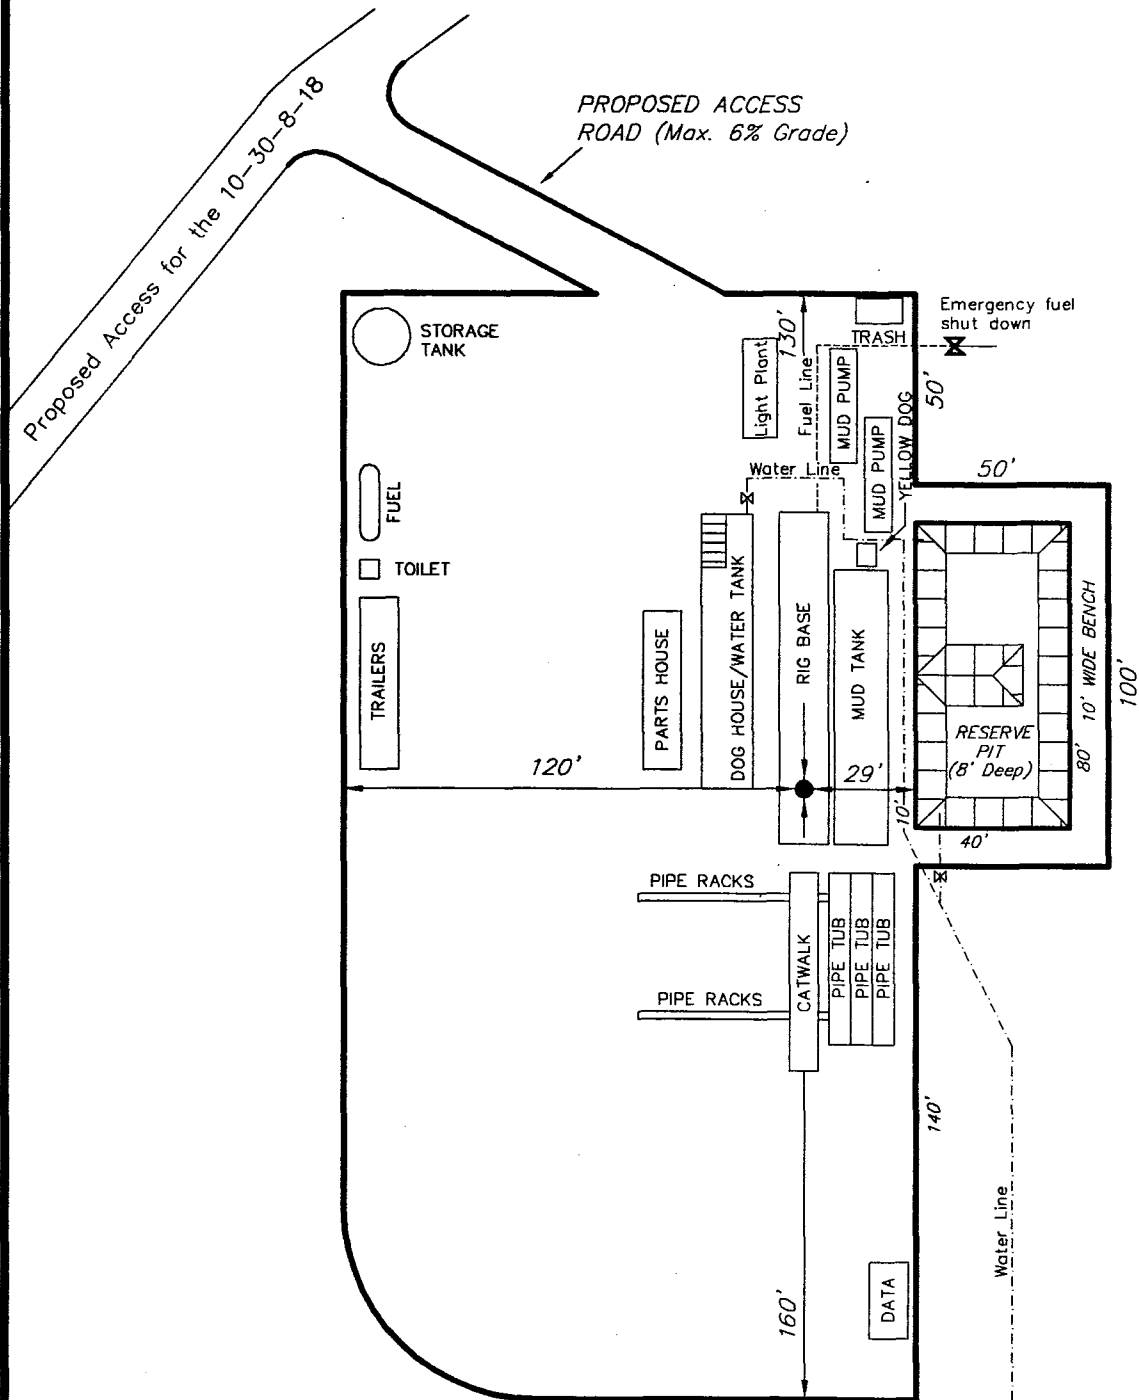 PROPOSED ACCESS
ROAD (Max. 6% Grade)
Proposed Access for the 10-30-8-18
STORAGE
TANK
Light Plant
130'
Fuel Line
TRASH
Emergency fuel
shut down
50'
MUD PUMP
MUD PUMP
YELLOW DOG
Water Line
50'
FUEL
TOILET
TRAILERS
PARTS HOUSE
DOG HOUSE/WATER TANK
RIG BASE
MUD TANK
RESERVE
PIT
(8' Deep)
10' WIDE BENCH
80'
100'
120'
29'
10'
40'
PIPE RACKS
PIPE RACKS
CATWALK
PIPE TUB
PIPE TUB
PIPE TUB
140'
Water Line
160'
DATA